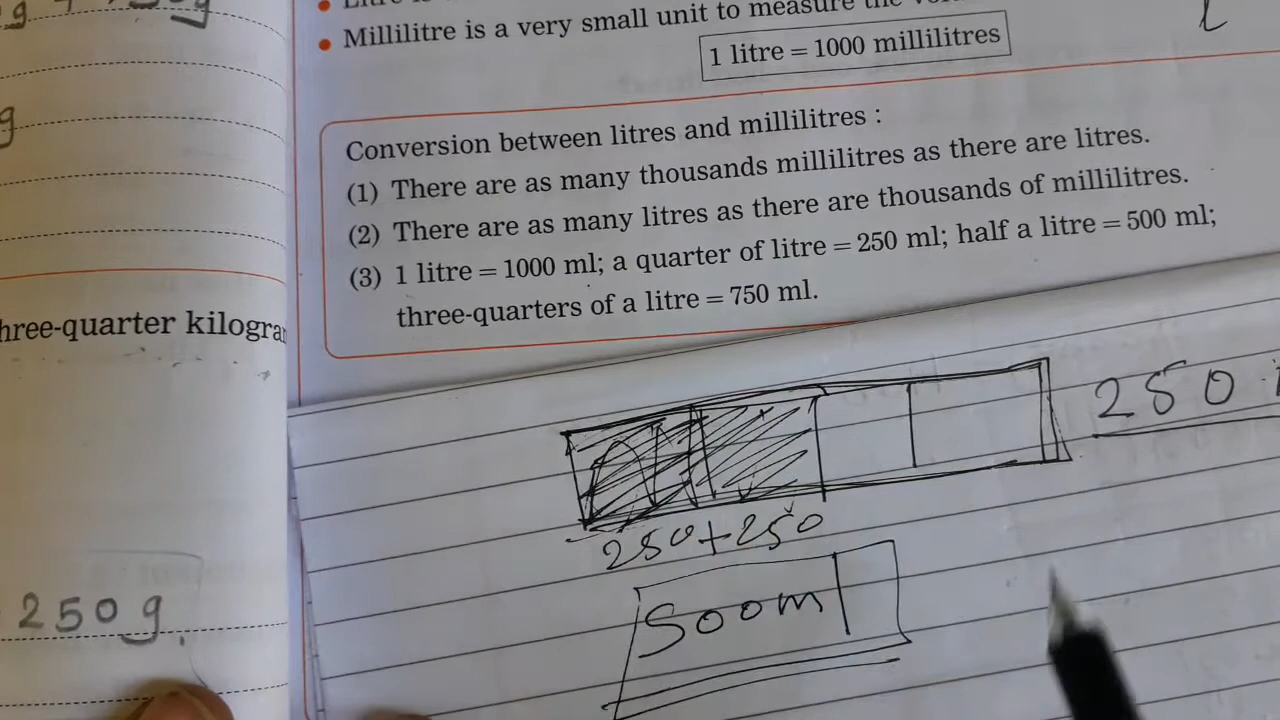 Millilitre is a very small unit to measure the
1 litre = 1000 millilitres
Conversion between litres and millilitres :
(1) There are as many thousands millilitres as there are litres.
(2) There are as many litres as there are thousands of millilitres.
(3) 1 litre = 1000 ml; a quarter of litre = 250 ml; half a litre = 500 ml;
three-quarters of a litre = 750 ml.
hree-quarter kilogra
250
250+250
500ml
250g